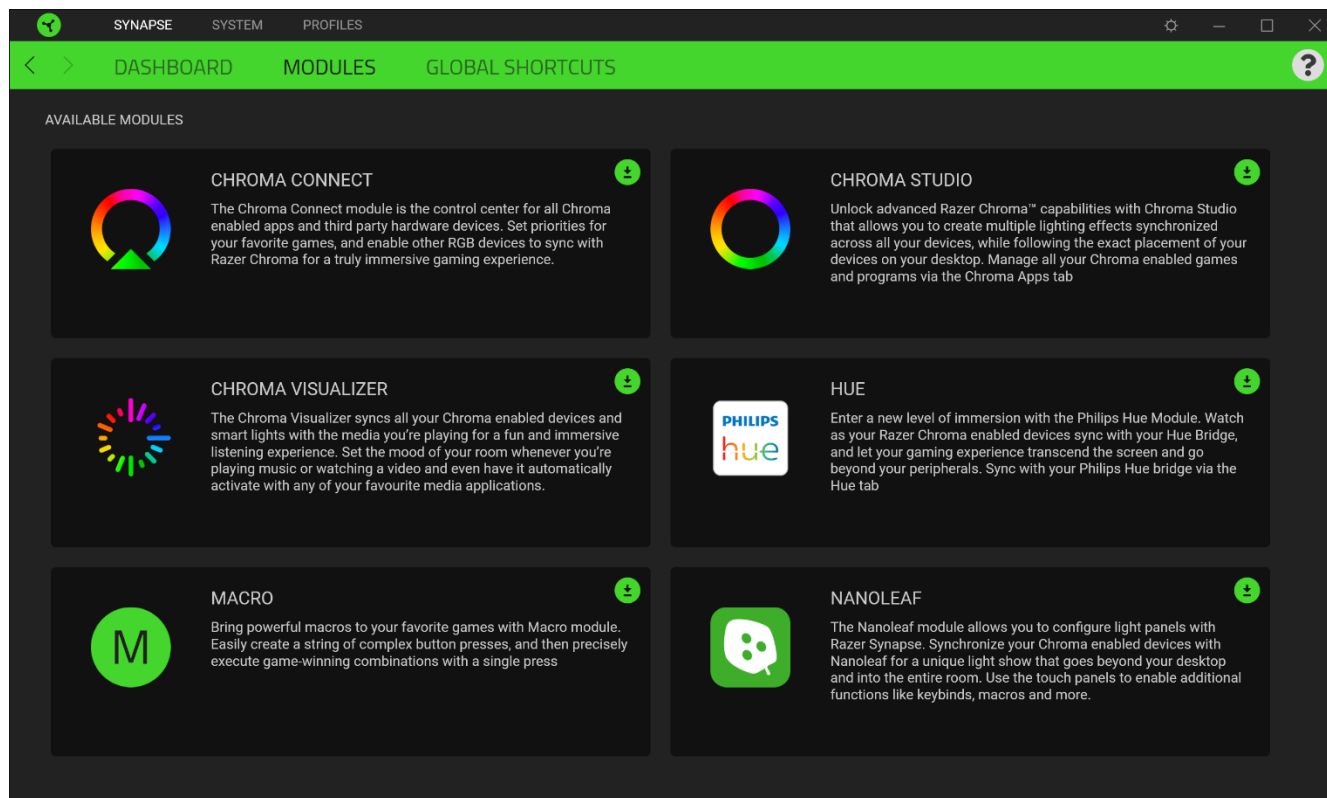 SYNAPSE SYSTEM PROFILES
DASHBOARD MODULES GLOBAL SHORTCUTS ?
AVAILABLE MODULES
CHROMA CONNECT
The Chroma Connect module is the control center for all Chroma
enabled apps and third party hardware devices. Set priorities for
your favorite games, and enable other RGB devices to sync with
Razer Chroma for a truly immersive gaming experience.
CHROMA STUDIO
Unlock advanced Razer Chroma™ capabilities with Chroma Studio
that allows you to create multiple lighting effects synchronized
across all your devices, while following the exact placement of your
devices on your desktop. Manage all your Chroma enabled games
and programs via the Chroma Apps tab
CHROMA VISUALIZER
The Chroma Visualizer syncs all your Chroma enabled devices and
smart lights with the media you’re playing for a fun and immersive
listening experience. Set the mood of your room whenever you’re
playing music or watching a video and even have it automatically
activate with any of your favourite media applications.
PHILIPS
hue
HUE
Enter a new level of immersion with the Philips Hue Module. Watch
as your Razer Chroma enabled devices sync with your Hue Bridge,
and let your gaming experience transcend the screen and go
beyond your peripherals. Sync with your Philips Hue bridge via the
Hue tab
M
MACRO
Bring powerful macros to your favorite games with Macro module.
Easily create a string of complex button presses, and then precisely
execute game-winning combinations with a single press
NANOLEAF
The Nanoleaf module allows you to configure light panels with
Razer Synapse. Synchronize your Chroma enabled devices with
Nanoleaf for a unique light show that goes beyond your desktop
and into the entire room. Use the touch panels to enable additional
functions like keybinds, macros and more.